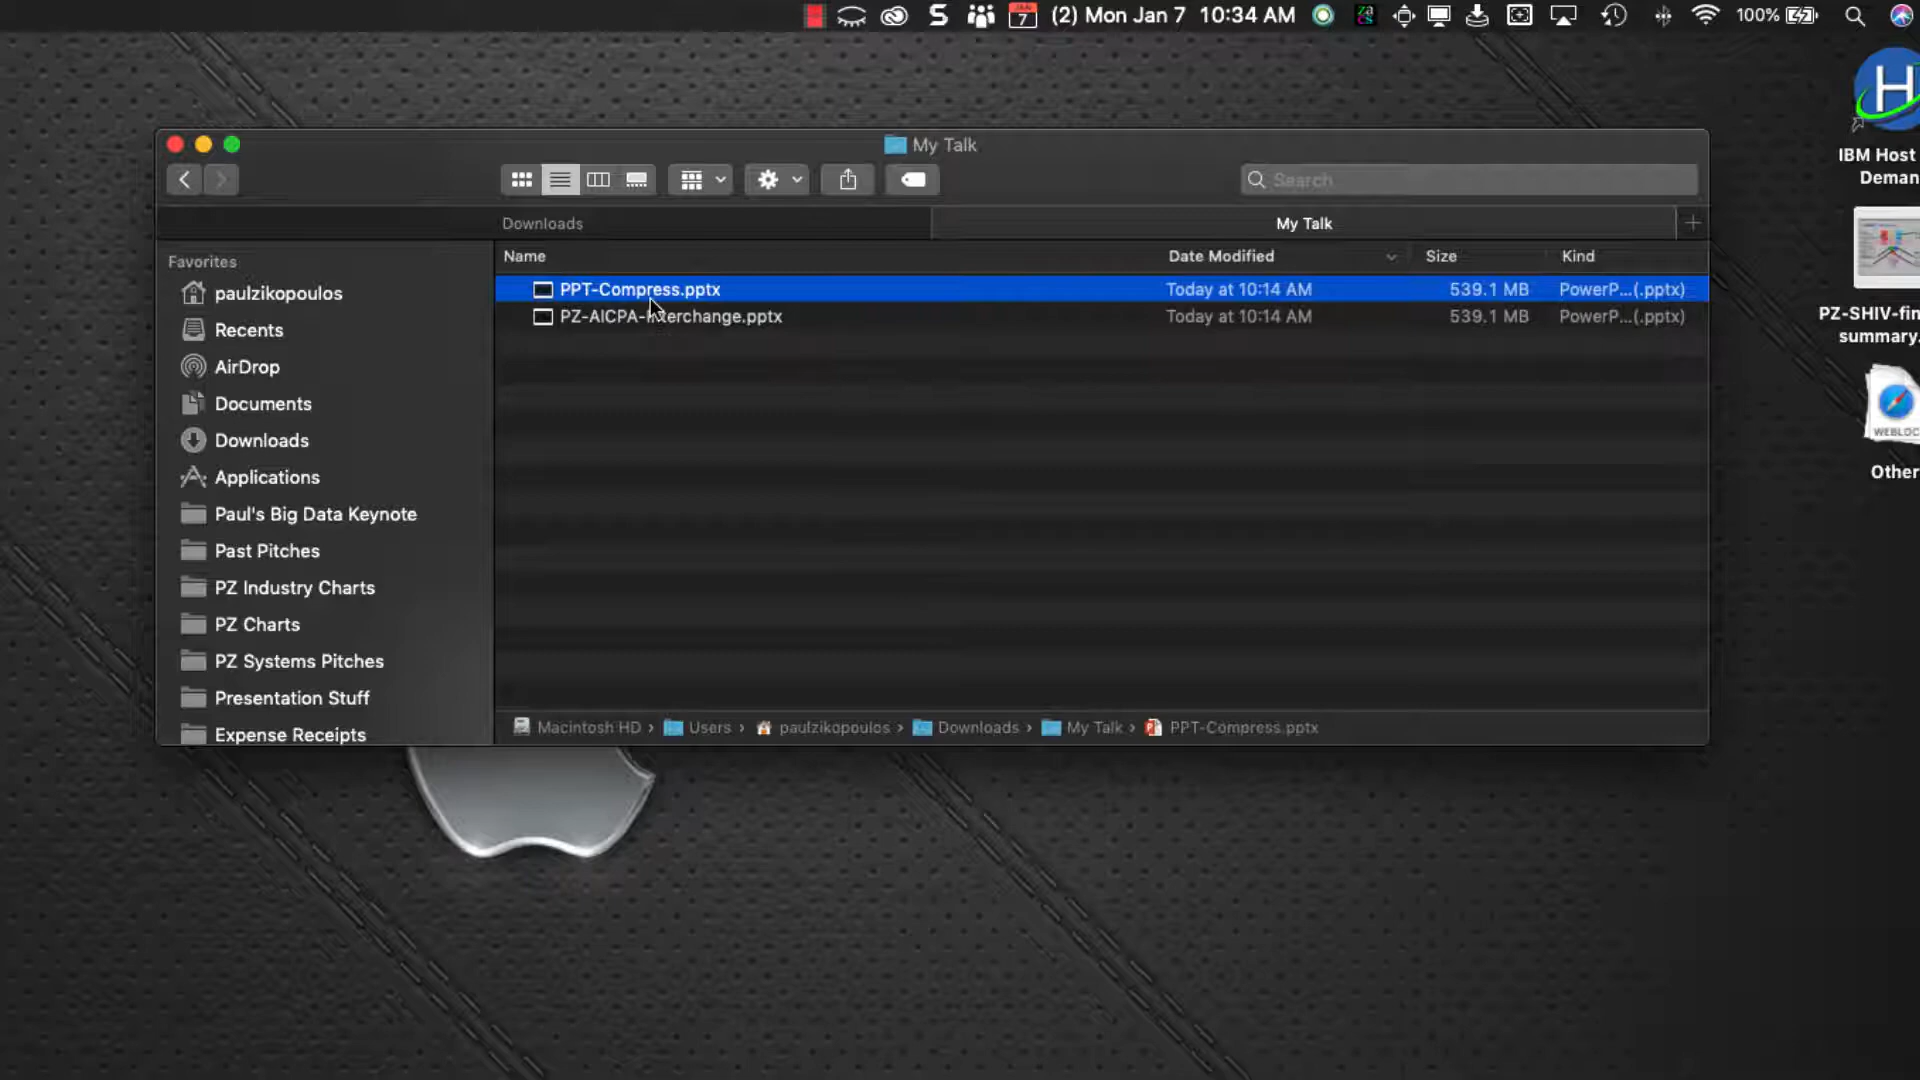 (2) Mon Jan 7 10:34 AM 100%
JAN
7
My Talk
Search
Downloads
My Talk
Name Date Modified Size Kind
Favorites
paulzikopoulos
Recents
AirDrop
Documents
Downloads
Applications
Paul's Big Data Keynote
Past Pitches
PZ Industry Charts
PZ Charts
PZ Systems Pitches
Presentation Stuff
Expense Receipts
PPT-Compress.pptx Today at 10:14 AM 539.1 MB PowerP...(.pptx)
PZ-AICPA-Interchange.pptx Today at 10:14 AM 539.1 MB PowerP...(.pptx)
Macintosh HD › Users › paulzikopoulos › Downloads › My Talk › PPT-Compress.pptx
H
IBM Host
Deman
PZ-SHIV-fin
summary.
WEBLOC
Other